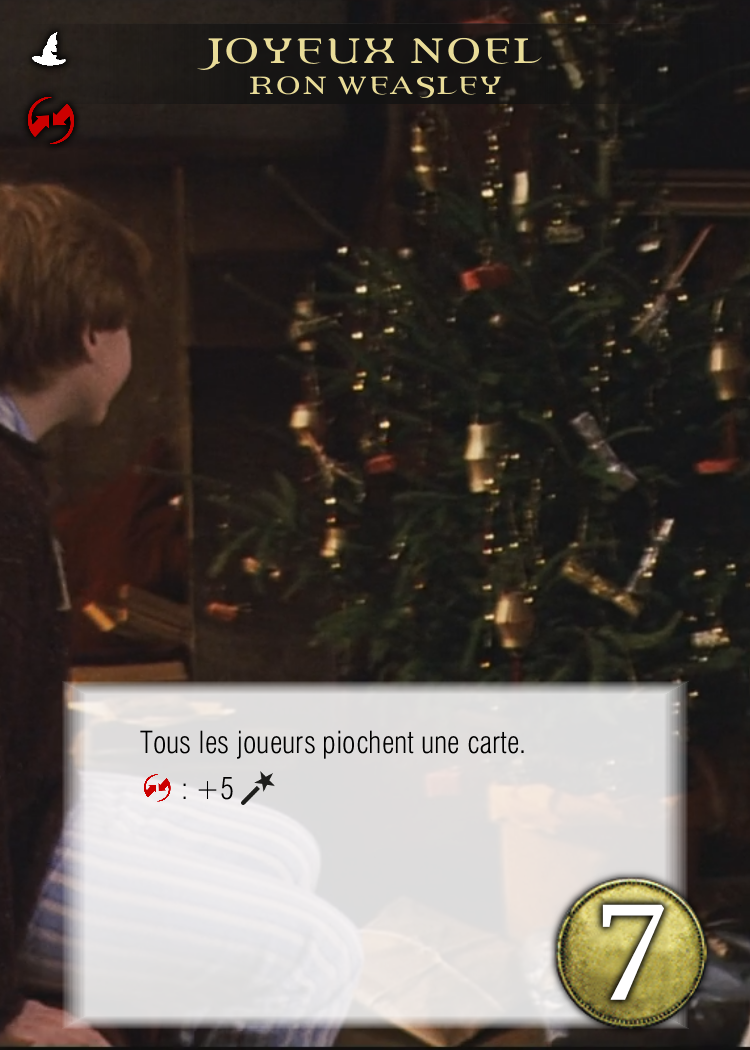 JOYEUX NOEL
RON WEASLEY
Tous les joueurs piochent une carte.
: +5
7